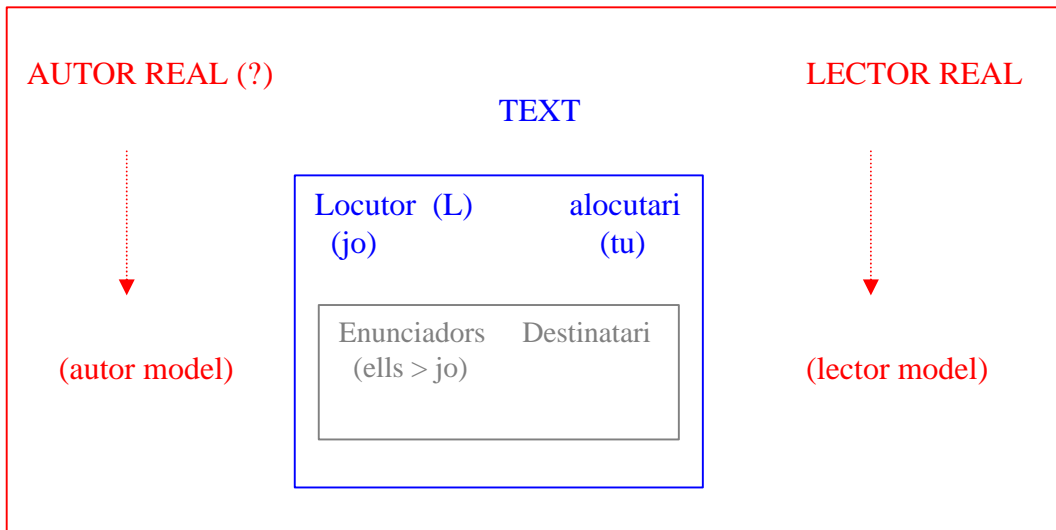 AUTOR REAL (?) LECTOR REAL
TEXT
Locutor (L) alocutari
(jo) (tu)
Enunciadors Destinatari
(ells > jo)
(autor model) (lector model)